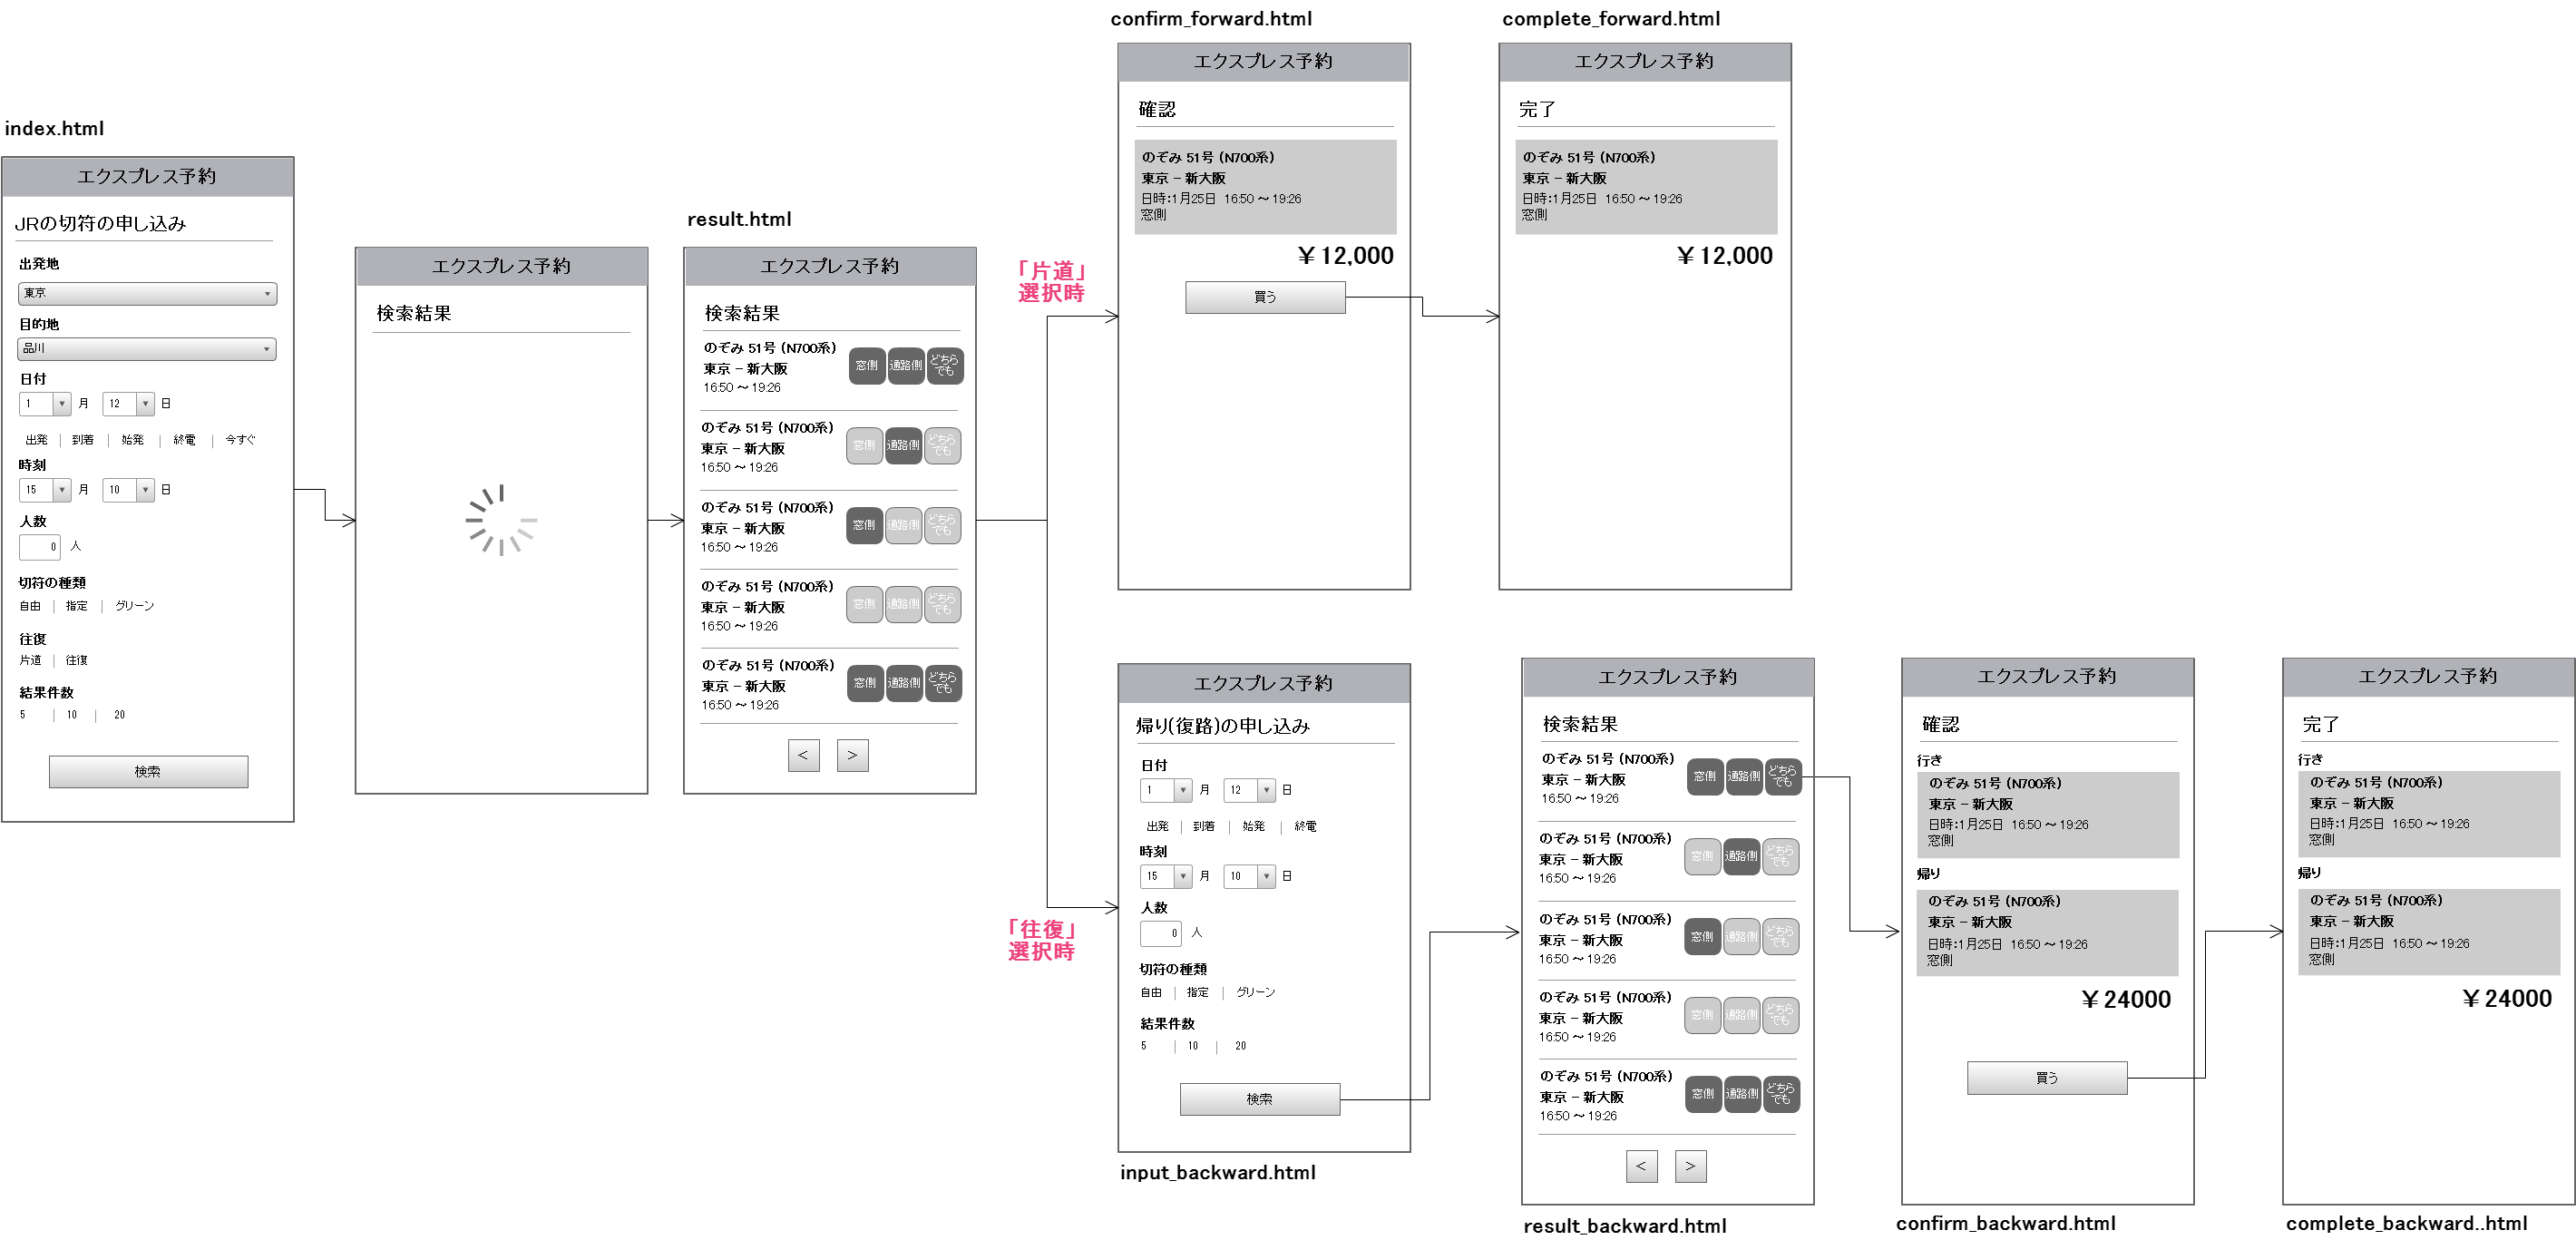 index.html
エクスプレス予約
JRの切符の申し込み
出発地
東京
目的地
品川
日付
1 月 12 日
出発 | 到着 | 始発 | 終電 | 今すぐ
時刻
15 月 10 日
人数
0 人
切符の種類
自由 | 指定 | グリーン
往復
片道 | 往復
結果件数
5 | 10 | 20
検索
エクスプレス予約
検索結果
result.html
エクスプレス予約
検索結果
のぞみ 51号 (N700系)
東京 − 新大阪
16:50 〜 19:26
窓側 通路側 どちら
でも
のぞみ 51号 (N700系)
東京 − 新大阪
16:50 〜 19:26
窓側 通路側 どちら
でも
のぞみ 51号 (N700系)
東京 − 新大阪
16:50 〜 19:26
窓側 通路側 どちら
でも
のぞみ 51号 (N700系)
東京 − 新大阪
16:50 〜 19:26
窓側 通路側 どちら
でも
のぞみ 51号 (N700系)
東京 − 新大阪
16:50 〜 19:26
窓側 通路側 どちら
でも
< >
「片道」
選択時
confirm_forward.html
エクスプレス予約
確認
のぞみ 51号 (N700系)
東京 − 新大阪
日時：1月25日 16:50 〜 19:26
窓側
￥12,000
買う
complete_forward.html
エクスプレス予約
完了
のぞみ 51号 (N700系)
東京 − 新大阪
日時：1月25日 16:50 〜 19:26
窓側
￥12,000
「往復」
選択時
エクスプレス予約
帰り(復路)の申し込み
日付
1 月 12 日
出発 | 到着 | 始発 | 終電
時刻
15 月 10 日
人数
0 人
切符の種類
自由 | 指定 | グリーン
結果件数
5 | 10 | 20
検索
input_backward.html
エクスプレス予約
検索結果
のぞみ 51号 (N700系)
東京 − 新大阪
16:50 〜 19:26
窓側 通路側 どちら
でも
のぞみ 51号 (N700系)
東京 − 新大阪
16:50 〜 19:26
窓側 通路側 どちら
でも
のぞみ 51号 (N700系)
東京 − 新大阪
16:50 〜 19:26
窓側 通路側 どちら
でも
のぞみ 51号 (N700系)
東京 − 新大阪
16:50 〜 19:26
窓側 通路側 どちら
でも
のぞみ 51号 (N700系)
東京 − 新大阪
16:50 〜 19:26
窓側 通路側 どちら
でも
< >
result_backward.html
エクスプレス予約
確認
行き
のぞみ 51号 (N700系)
東京 − 新大阪
日時：1月25日 16:50 〜 19:26
窓側
帰り
のぞみ 51号 (N700系)
東京 − 新大阪
日時：1月25日 16:50 〜 19:26
窓側
￥24000
買う
confirm_backward.html
エクスプレス予約
完了
行き
のぞみ 51号 (N700系)
東京 − 新大阪
日時：1月25日 16:50 〜 19:26
窓側
帰り
のぞみ 51号 (N700系)
東京 − 新大阪
日時：1月25日 16:50 〜 19:26
窓側
￥24000
complete_backward..html